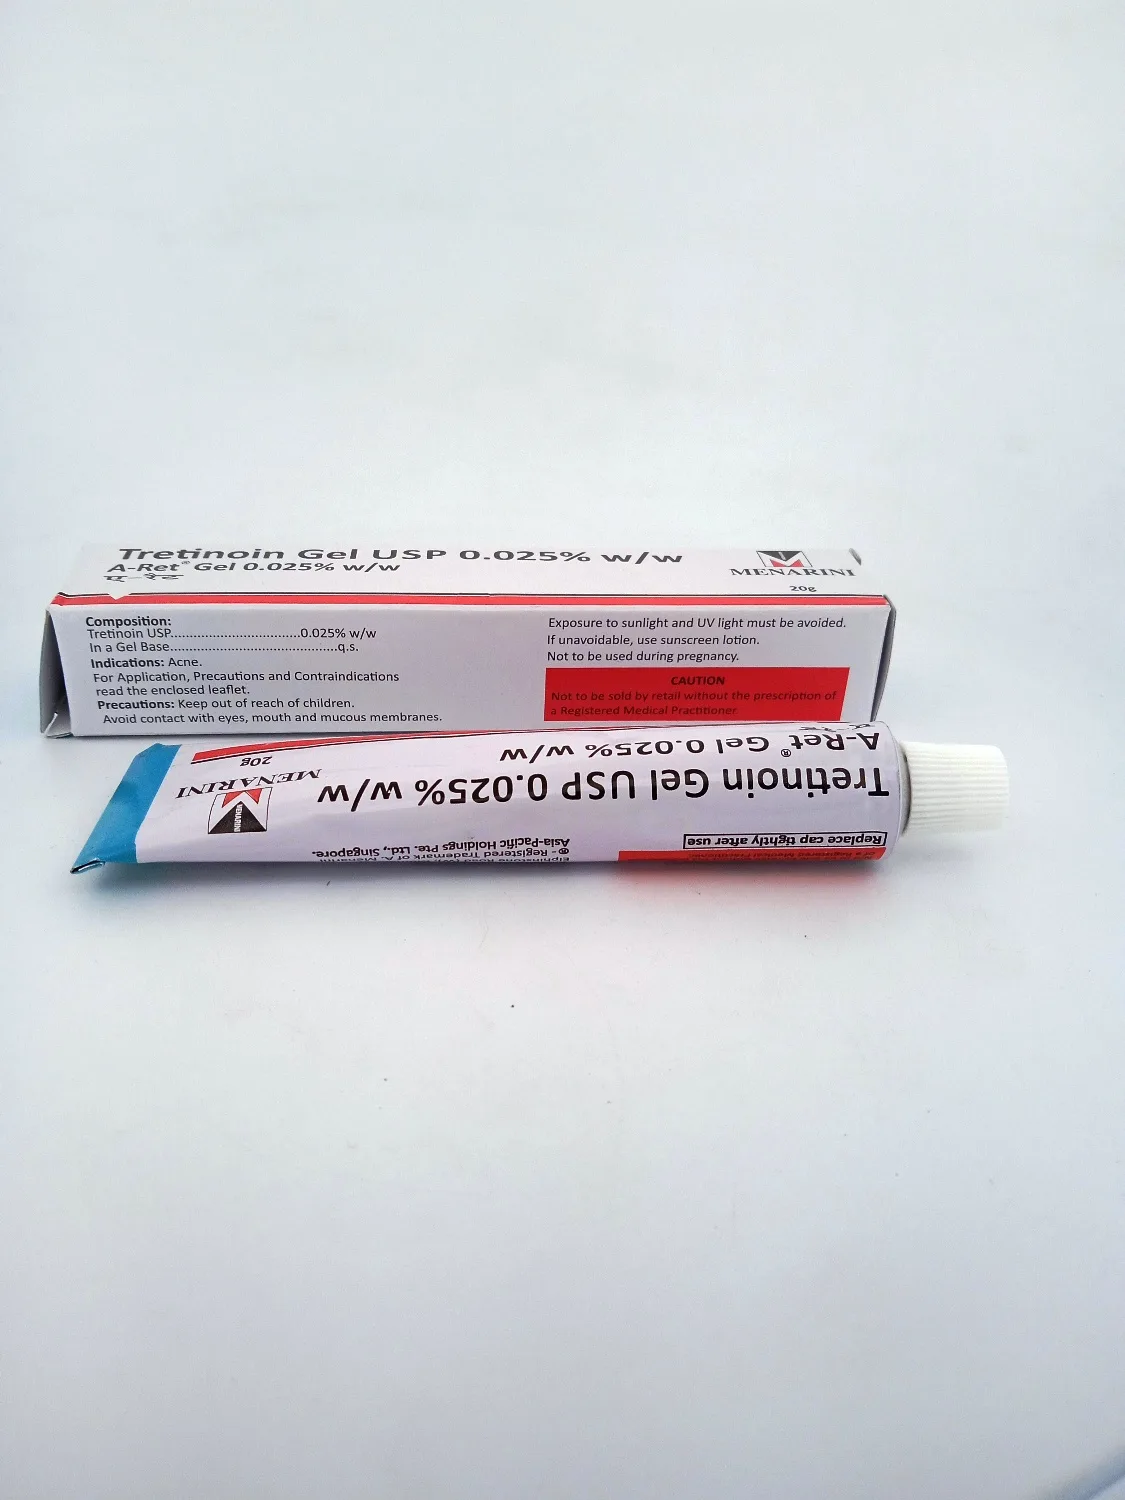 Tretinoin Gel USP 0.025% w/w
A-Ret® Gel 0.025% w/w
ए-रेट
MENARINI
20g
Composition:
Tretinoin USP................................0.025% w/w
In a Gel Base.........................................q.s.
Indications: Acne.
For Application, Precautions and Contraindications
read the enclosed leaflet.
Precautions: Keep out of reach of children.
Avoid contact with eyes, mouth and mucous membranes.
Exposure to sunlight and UV light must be avoided.
If unavoidable, use sunscreen lotion.
Not to be used during pregnancy.
CAUTION
Not to be sold by retail without the prescription of
a Registered Medical Practitioner
Replace cap tightly after use
® - Registered Trademark of A. Menarini
Asia-Pacific Holdings Pte. Ltd., Singapore.
Tretinoin Gel USP 0.025% w/w
A-Ret® Gel 0.025% w/w
MENARINI
MENARINI
20g